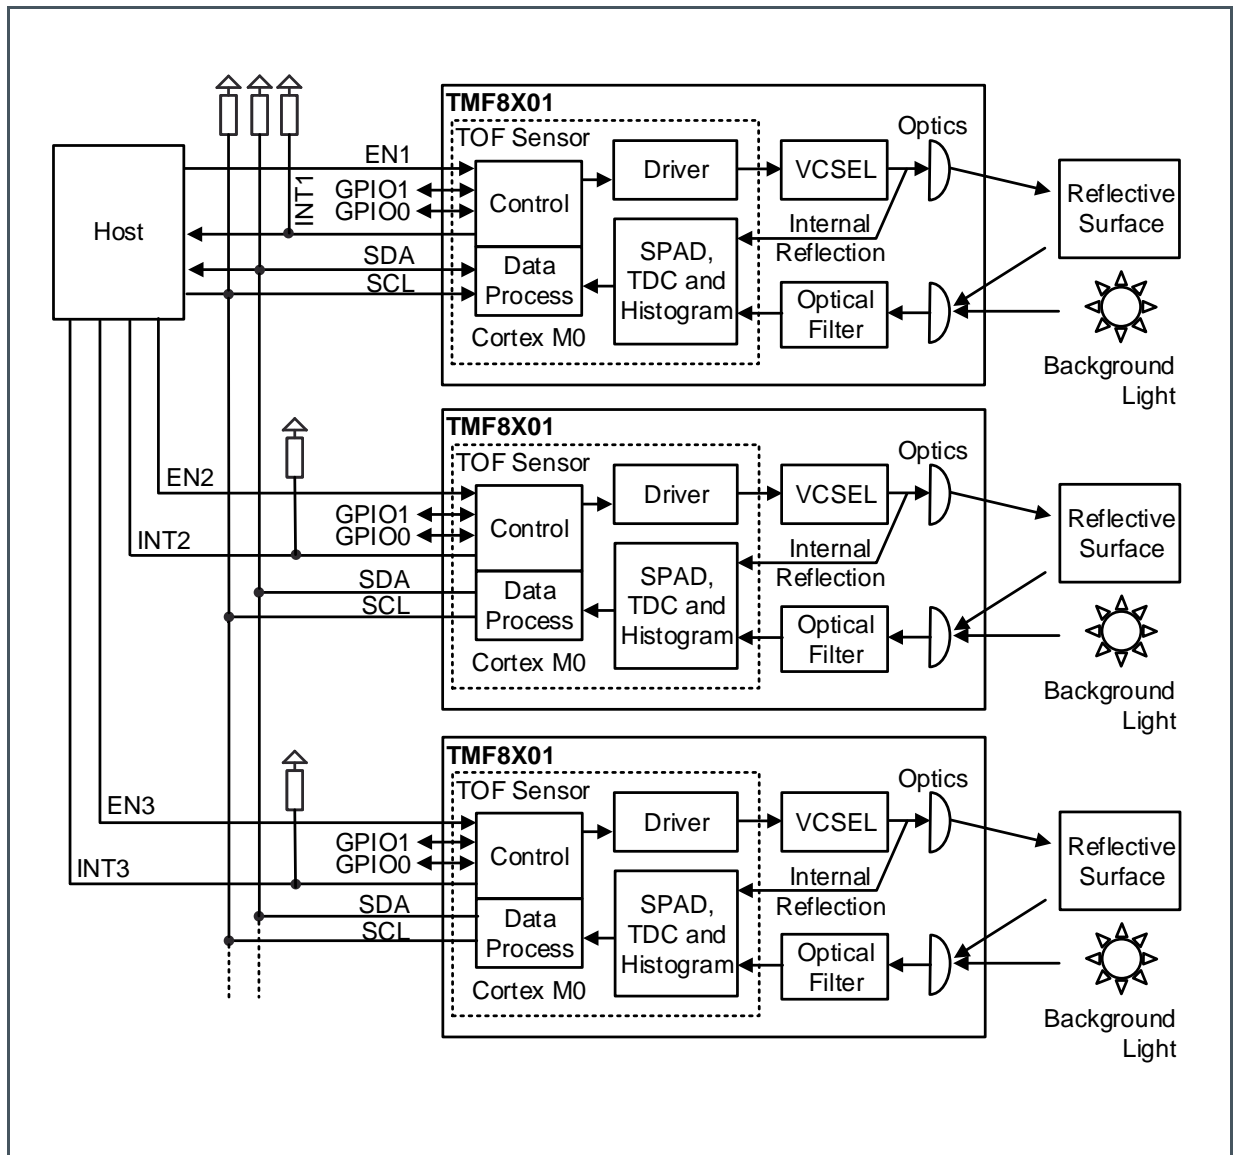 TMF8X01
TOF Sensor
Optics
EN1
Driver
VCSEL
GPIO1
GPIO0
INT1
Control
Reflective
Surface
Host
Internal
Reflection
SPAD,
TDC and
Histogram
SDA
SCL
Data
Process
Optical
Filter
Cortex M0
Background
Light
TMF8X01
TOF Sensor
Optics
EN2
Driver
VCSEL
GPIO1
GPIO0
Control
Reflective
Surface
INT2
Internal
Reflection
SPAD,
TDC and
Histogram
SDA
SCL
Data
Process
Optical
Filter
Cortex M0
Background
Light
TMF8X01
TOF Sensor
Optics
EN3
Driver
VCSEL
GPIO1
GPIO0
Control
Reflective
Surface
INT3
Internal
Reflection
SPAD,
TDC and
Histogram
SDA
SCL
Data
Process
Optical
Filter
Cortex M0
Background
Light